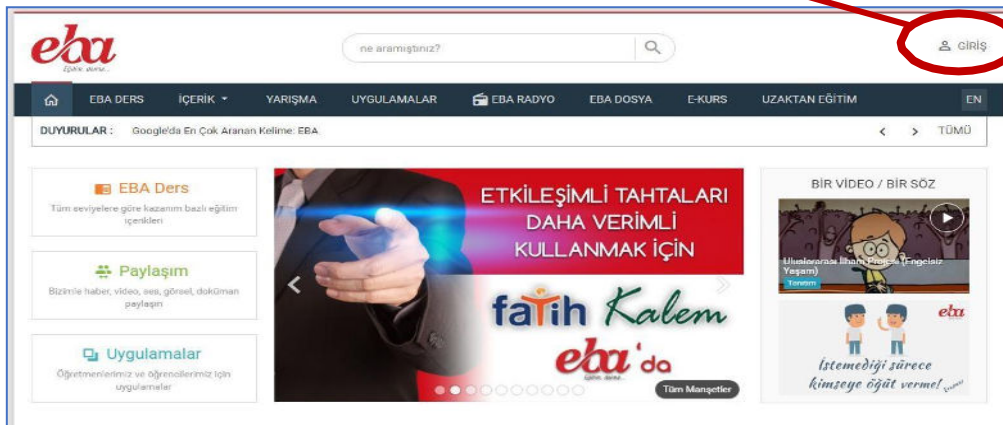 eba
ne aramıştınız?
GİRİŞ
EBA DERS
İÇERİK
YARIŞMA
UYGULAMALAR
EBA RADYO
EBA DOSYA
E-KURS
UZAKTAN EĞİTİM
EN
DUYURULAR :
Google'da En Çok Aranan Kelime: EBA
TÜMÜ
EBA Ders
Tüm seviyelere göre kazanım bazlı eğitim
içerikleri
Paylaşım
Bizimle haber, video, ses, görsel, doküman
paylaşın
Uygulamalar
Öğretmenlerimiz ve öğrencilerimiz için
uygulamalar
ETKİLEŞİMLİ TAHTALARI
DAHA VERİMLİ
KULLANMAK İÇİN
fatih Kalem
eba'da
Tüm Manşetler
BİR VİDEO / BİR SÖZ
Uluslararası İlham Projesi (Engelsiz
Yaşam)
Tanıtım
eba
İstemediği sürece
kimseye öğüt verme!